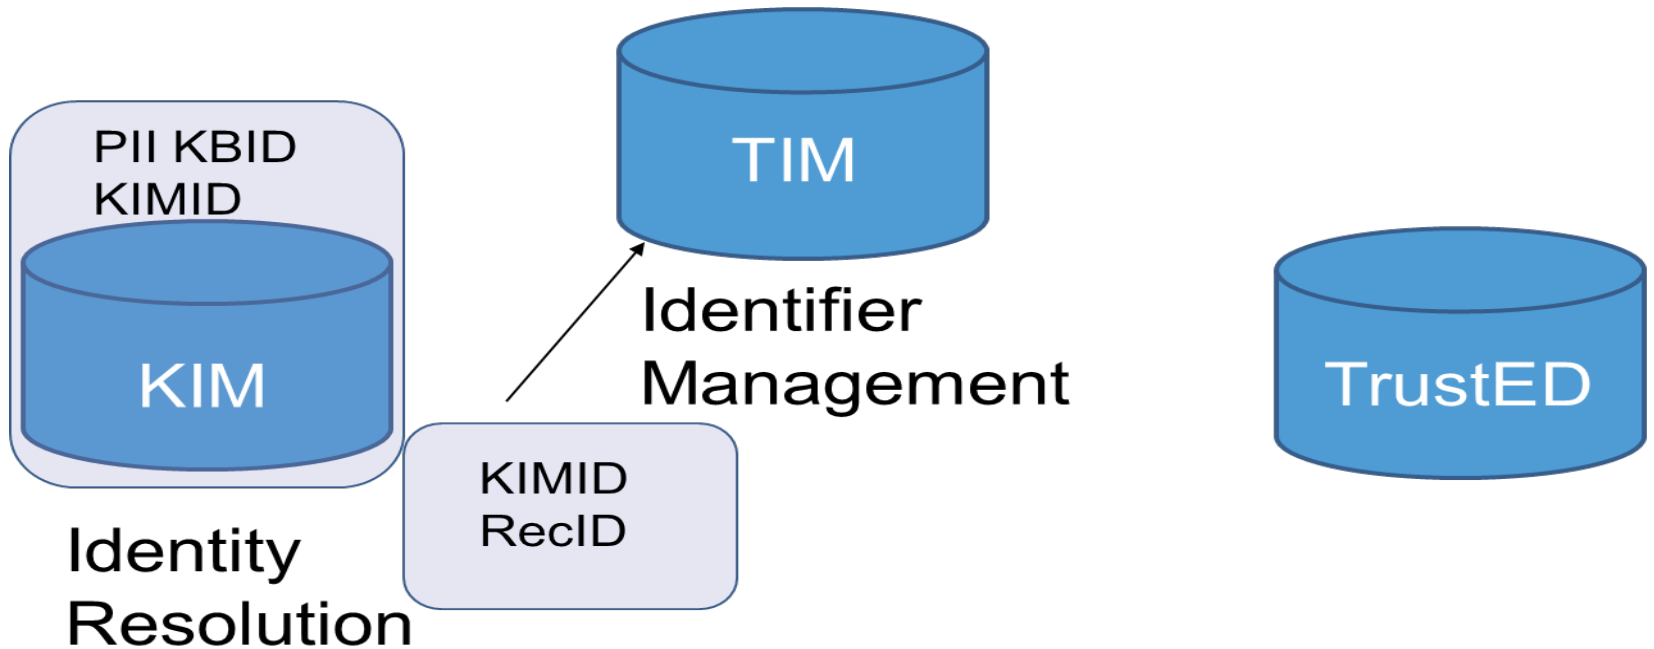 PII KBID
KIMID
KIM
Identity
Resolution
TIM
Identifier
Management
KIMID
RecID
TrustED